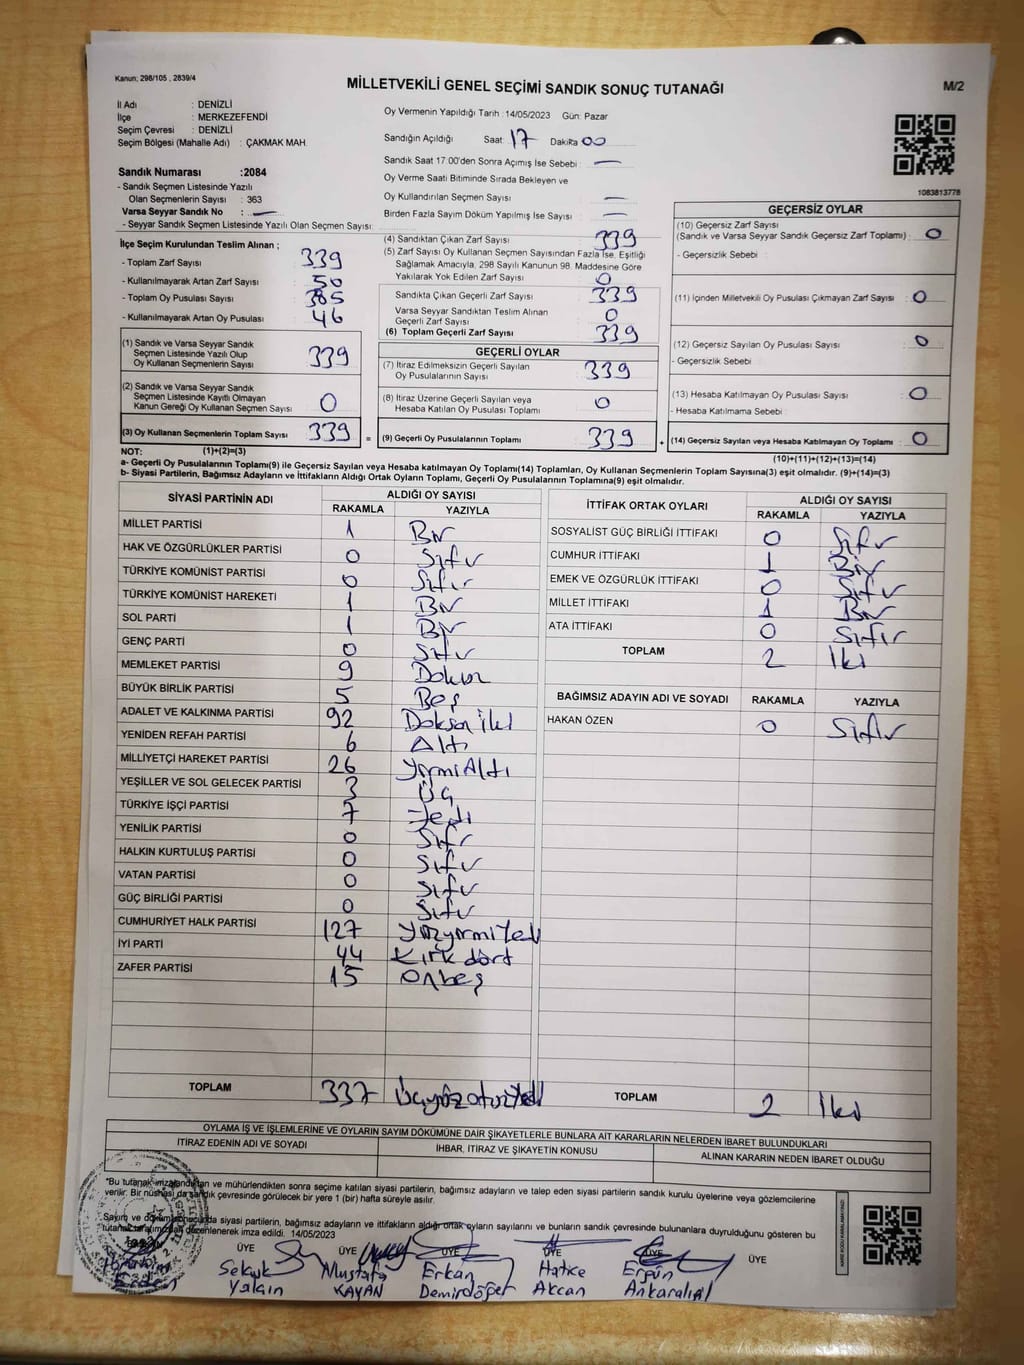 Kanun; 298/105 , 2839/4
MİLLETVEKİLİ GENEL SEÇİMİ SANDIK SONUÇ TUTANAĞI
M/2
İl Adı : DENİZLİ
İlçe : MERKEZEFENDİ
Seçim Çevresi : DENİZLİ
Seçim Bölgesi (Mahalle Adı) : ÇAKMAK MAH.
Oy Vermenin Yapıldığı Tarih : 14/05/2023 Gün: Pazar
Sandığın Açıldığı Saat: 17 Dakika 00
Sandık Saat 17:00'den Sonra Açımış İse Sebebi : —
Oy Verme Saati Bitiminde Sırada Bekleyen ve
Oy Kullandırılan Seçmen Sayısı : —
Birden Fazla Sayım Döküm Yapılmış İse Sayısı : —
1083813778
Sandık Numarası :2084
- Sandık Seçmen Listesinde Yazılı
Olan Seçmenlerin Sayısı : 363
Varsa Seyyar Sandık No : —
- Seyyar Sandık Seçmen Listesinde Yazılı Olan Seçmen Sayısı:
İlçe Seçim Kurulundan Teslim Alınan ;
- Toplam Zarf Sayısı : 339
- Kullanılmayarak Artan Zarf Sayısı : 50
- Toplam Oy Pusulası Sayısı : 385
- Kullanılmayarak Artan Oy Pusulası : 46
(1) Sandık ve Varsa Seyyar Sandık
Seçmen Listesinde Yazılı Olup
Oy Kullanan Seçmenlerin Sayısı : 339
(2) Sandık ve Varsa Seyyar Sandık
Seçmen Listesinde Kayıtlı Olmayan
Kanun Gereği Oy Kullanan Seçmen Sayısı : 0
(3) Oy Kullanan Seçmenlerin Toplam Sayısı : 339
(4) Sandıktan Çıkan Zarf Sayısı : 339
(5) Zarf Sayısı Oy Kullanan Seçmen Sayısından Fazla İse, Eşitliği
Sağlamak Amacıyla, 298 Sayılı Kanunun 98. Maddesine Göre
Yakılarak Yok Edilen Zarf Sayısı : 0
Sandıkta Çıkan Geçerli Zarf Sayısı : 339
Varsa Seyyar Sandıktan Teslim Alınan
Geçerli Zarf Sayısı : 0
(6) Toplam Geçerli Zarf Sayısı : 339
GEÇERLİ OYLAR
(7) İtiraz Edilmeksizin Geçerli Sayılan
Oy Pusulalarının Sayısı : 339
(8) İtiraz Üzerine Geçerli Sayılan veya
Hesaba Katılan Oy Pusulası Toplamı : 0
= (9) Geçerli Oy Pusulalarının Toplamı : 339
GEÇERSİZ OYLAR
(10) Geçersiz Zarf Sayısı
(Sandık ve Varsa Seyyar Sandık Geçersiz Zarf Toplamı) : 0
- Geçersizlik Sebebi :
(11) İçinden Milletvekili Oy Pusulası Çıkmayan Zarf Sayısı : 0
(12) Geçersiz Sayılan Oy Pusulası Sayısı : 0
- Geçersizlik Sebebi :
(13) Hesaba Katılmayan Oy Pusulası Sayısı : 0
- Hesaba Katılmama Sebebi :
+ (14) Geçersiz Sayılan veya Hesaba Katılmayan Oy Toplamı : 0
NOT: (1)+(2)=(3)
(10)+(11)+(12)+(13)=(14)
a- Geçerli Oy Pusulalarının Toplamı(9) ile Geçersiz Sayılan veya Hesaba katılmayan Oy Toplamı(14) Toplamları, Oy Kullanan Seçmenlerin Toplam Sayısına(3) eşit olmalıdır. (9)+(14)=(3)
b- Siyasi Partilerin, Bağımsız Adayların ve İttifakların Aldığı Ortak Oyların Toplamı, Geçerli Oy Pusulalarının Toplamına(9) eşit olmalıdır.
SİYASİ PARTİNİN ADI ALDIĞI OY SAYISI
RAKAMLA YAZIYLA
MİLLET PARTİSİ 1 Bir
HAK VE ÖZGÜRLÜKLER PARTİSİ 0 Sıfır
TÜRKİYE KOMÜNİST PARTİSİ 0 Sıfır
TÜRKİYE KOMÜNİST HAREKETİ 1 Bir
SOL PARTİ 1 Bir
GENÇ PARTİ 0 Sıfır
MEMLEKET PARTİSİ 9 Dokuz
BÜYÜK BİRLİK PARTİSİ 5 Beş
ADALET VE KALKINMA PARTİSİ 92 Doksan iki
YENİDEN REFAH PARTİSİ 6 Altı
MİLLİYETÇİ HAREKET PARTİSİ 26 Yirmi Altı
YEŞİLLER VE SOL GELECEK PARTİSİ 3 Üç
TÜRKİYE İŞÇİ PARTİSİ 7 Yedi
YENİLİK PARTİSİ 0 Sıfır
HALKIN KURTULUŞ PARTİSİ 0 Sıfır
VATAN PARTİSİ 0 Sıfır
GÜÇ BİRLİĞİ PARTİSİ 0 Sıfır
CUMHURİYET HALK PARTİSİ 127 Yüzyirmi Yedi
İYİ PARTİ 44 Kırk dört
ZAFER PARTİSİ 15 Onbeş
TOPLAM 337 Üçyüzotuzyedi
İTTİFAK ORTAK OYLARI ALDIĞI OY SAYISI
RAKAMLA YAZIYLA
SOSYALİST GÜÇ BİRLİĞİ İTTİFAKI 0 Sıfır
CUMHUR İTTİFAKI 1 Bir
EMEK VE ÖZGÜRLÜK İTTİFAKI 0 Sıfır
MİLLET İTTİFAKI 1 Bir
ATA İTTİFAKI 0 Sıfır
TOPLAM 2 İki
BAĞIMSIZ ADAYIN ADI VE SOYADI RAKAMLA YAZIYLA
HAKAN ÖZEN 0 Sıfır
TOPLAM 2 İki
OYLAMA İŞ VE İŞLEMLERİNE VE OYLARIN SAYIM DÖKÜMÜNE DAİR ŞİKAYETLERLE BUNLARA AİT KARARLARIN NELERDEN İBARET BULUNDUKLARI
İTİRAZ EDENİN ADI VE SOYADI İHBAR, İTİRAZ VE ŞİKAYETİN KONUSU ALINAN KARARIN NEDEN İBARET OLDUĞU
"Bu tutanak imzalandıktan ve mühürlendikten sonra seçime katılan siyasi partilerin, bağımsız adayların ve talep eden siyasi partilerin sandık kurulu üyelerine veya gözlemcilerine
verilir. Bir nüshası da sandık çevresinde görülecek bir yere 1 (bir) hafta süreyle asılır.
Sayım ve döküm sonucunda siyasi partilerin, bağımsız adayların ve ittifakların aldığı ortak oyların sayılarını ve bunların sandık çevresinde bulunanlara duyrulduğunu gösteren bu
tutanak tarafımızdan düzenlenerek imza edildi. 14/05/2023
ÜYE ÜYE ÜYE ÜYE ÜYE ÜYE
Selçuk Mustafa Erkan Hatice Ergün
Yalçın KAYAN Demirdöğer Akcan Ankaralıgil